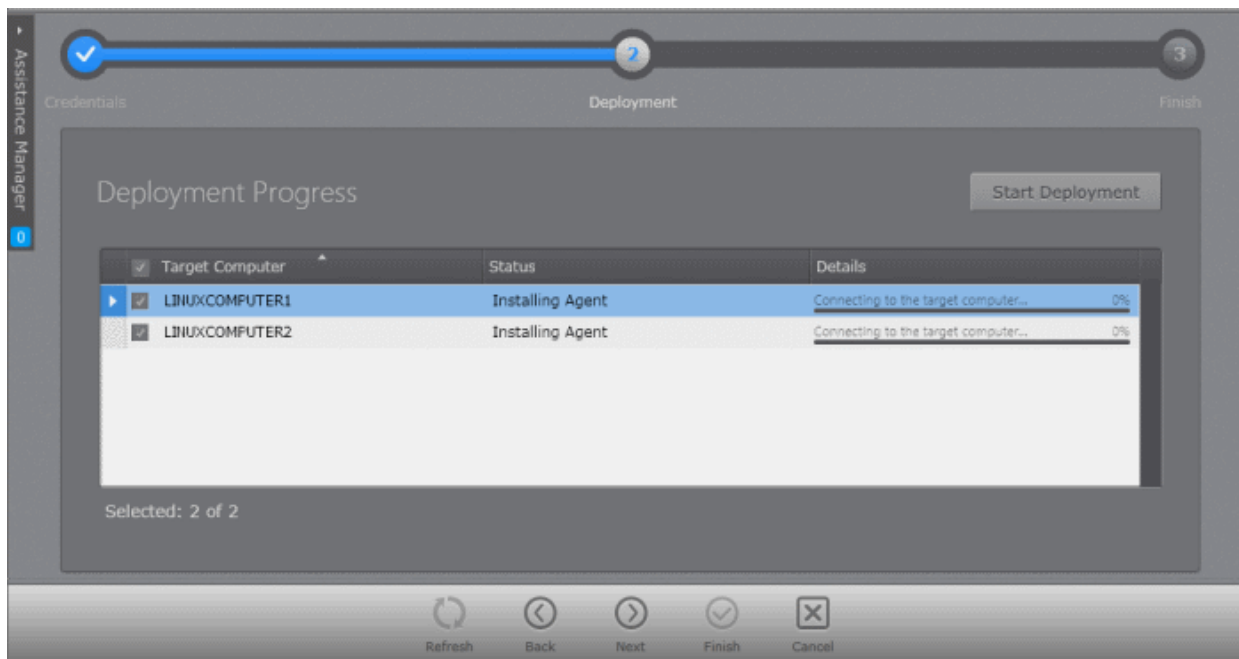 Assistance Manager
0
2
3
Credentials
Deployment
Finish
Deployment Progress
Start Deployment
Target Computer Status Details
LINUXCOMPUTER1 Installing Agent Connecting to the target computer... 0%
LINUXCOMPUTER2 Installing Agent Connecting to the target computer... 0%
Selected: 2 of 2
Refresh Back Next Finish Cancel